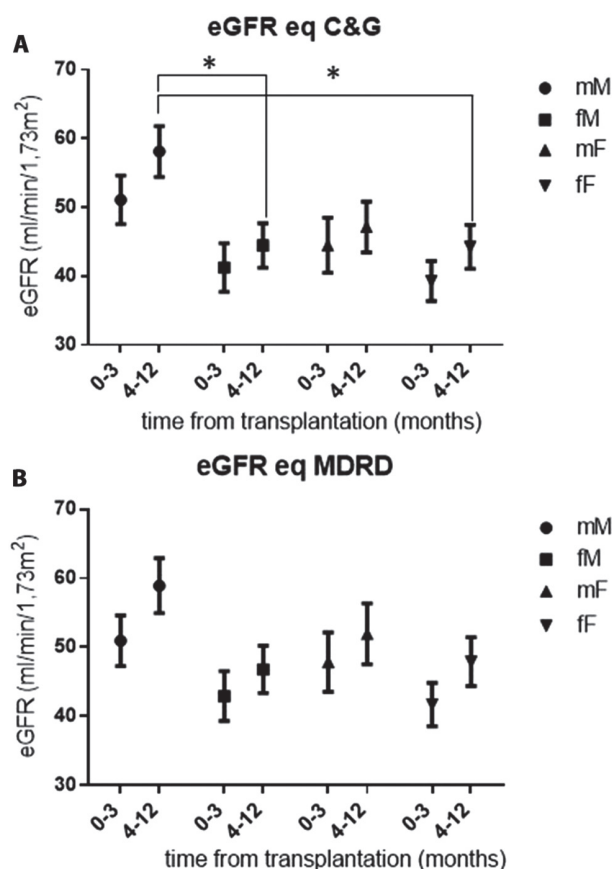 A
eGFR eq C&G
70
60
50
40
30
eGFR (ml/min/1,73m²)
* *
mM
fM
mF
fF
0-3 4-12 0-3 4-12 0-3 4-12 0-3 4-12
time from transplantation (months)
B
eGFR eq MDRD
70
60
50
40
30
eGFR (ml/min/1,73m²)
mM
fM
mF
fF
0-3 4-12 0-3 4-12 0-3 4-12 0-3 4-12
time from transplantation (months)